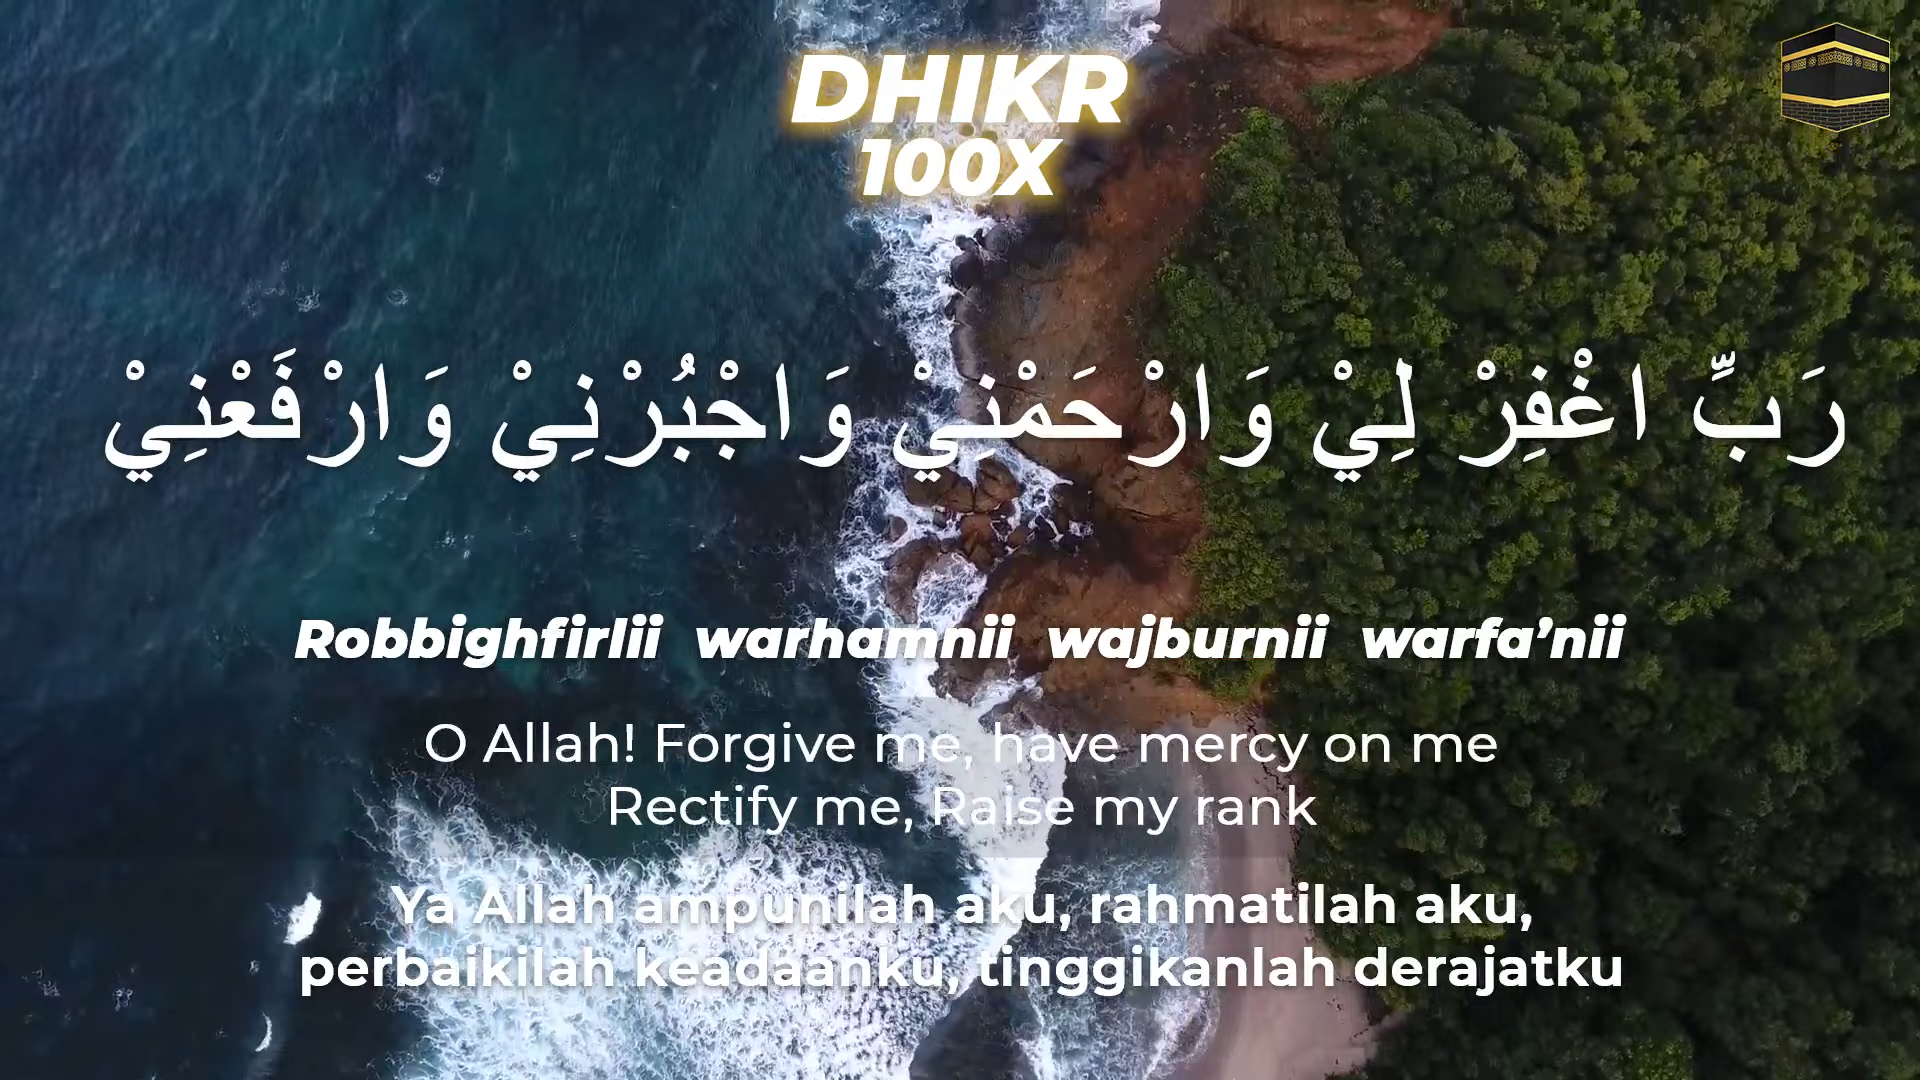 DHIKR
100X
رَبِّ اغْفِرْ لِيْ وَارْحَمْنِيْ وَاجْبُرْنِيْ وَارْفَعْنِيْ
Robbighfirlii warhamnii wajburnii warfa’nii
O Allah! Forgive me, have mercy on me
Rectify me, Raise my rank
Ya Allah ampunilah aku, rahmatilah aku,
perbaikilah keadaanku, tinggikanlah derajatku